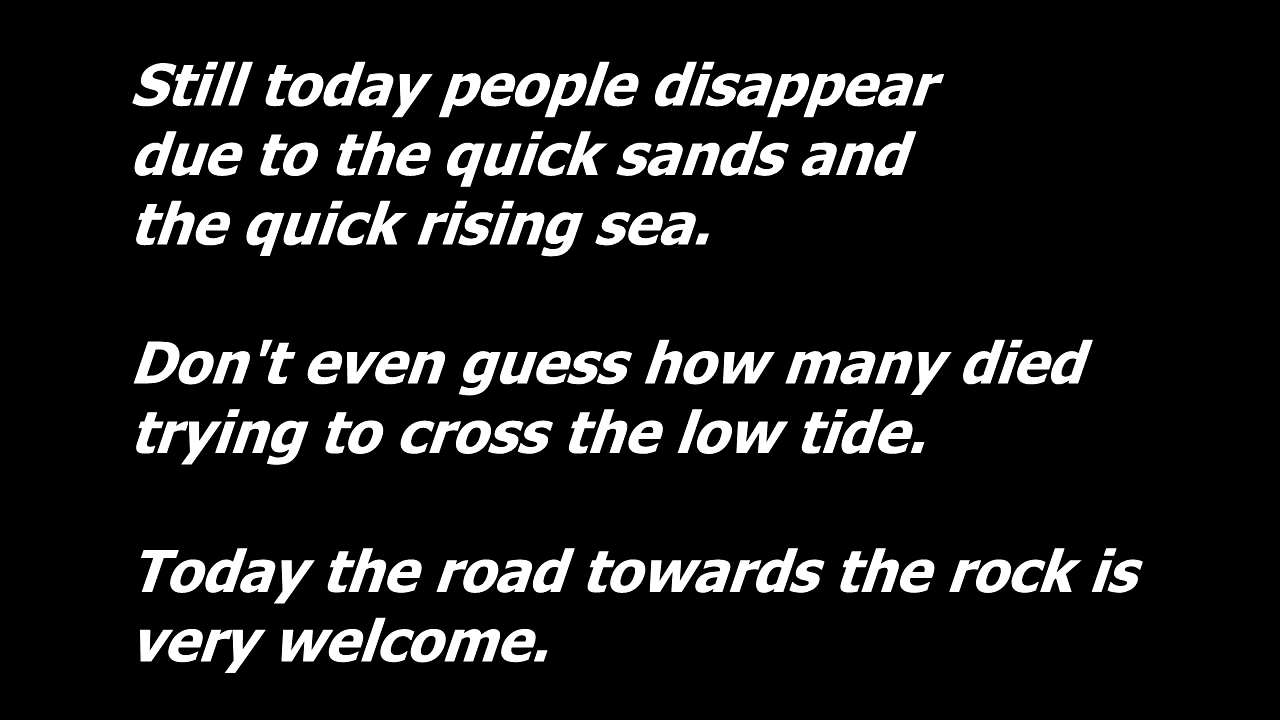 Still today people disappear
due to the quick sands and
the quick rising sea.
Don't even guess how many died
trying to cross the low tide.
Today the road towards the rock is
very welcome.